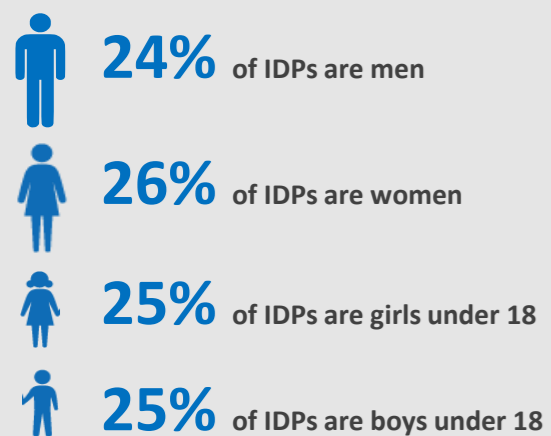 24% of IDPs are men
26% of IDPs are women
25% of IDPs are girls under 18
25% of IDPs are boys under 18